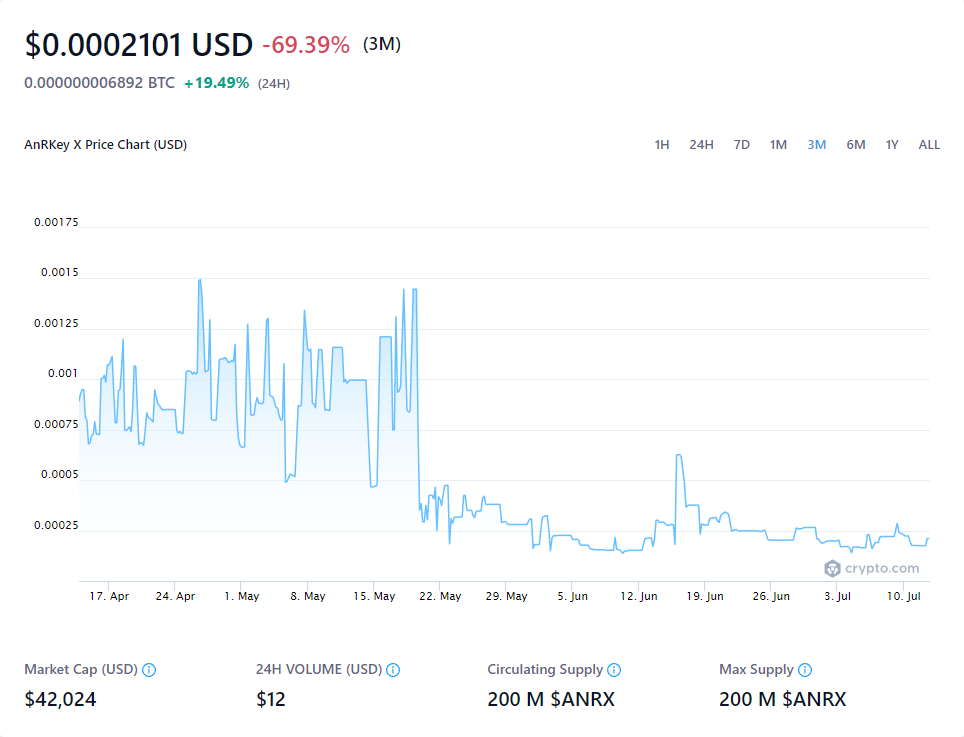 $0.0002101 USD -69.39% (3M)
0.000000006892 BTC +19.49% (24H)
AnRKey X Price Chart (USD) 1H 24H 7D 1M 3M 6M 1Y ALL
0.00175
0.0015
0.00125
0.001
0.00075
0.0005
0.00025
crypto.com
17. Apr 24. Apr 1. May 8. May 15. May 22. May 29. May 5. Jun 12. Jun 19. Jun 26. Jun 3. Jul 10. Jul
Market Cap (USD) 24H VOLUME (USD) Circulating Supply Max Supply
$42,024 $12 200 M $ANRX 200 M $ANRX